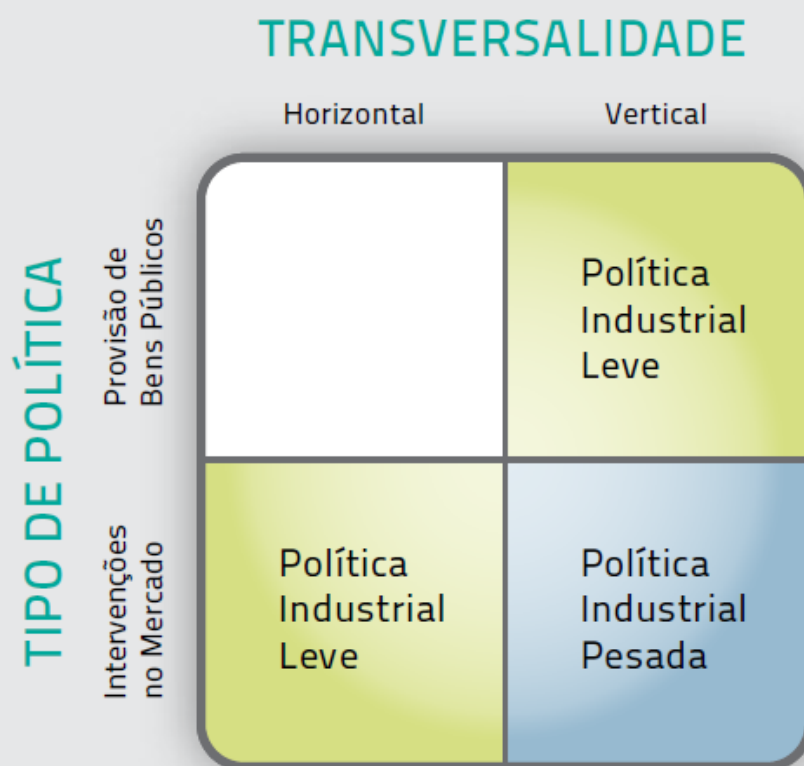 TRANSVERSALIDADE
Horizontal
Vertical
TIPO DE POLÍTICA
Provisão de
Bens Públicos
Política
Industrial
Leve
Intervenções
no Mercado
Política
Industrial
Leve
Política
Industrial
Pesada